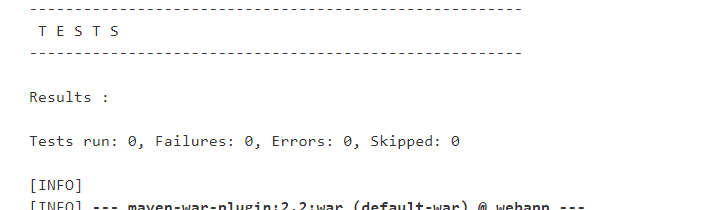 -------------------------------------------------------
 T E S T S
-------------------------------------------------------
Results :
Tests run: 0, Failures: 0, Errors: 0, Skipped: 0
[INFO]
[INFO] --- maven-war-plugin:2.2:war (default-war) @ webapp ---